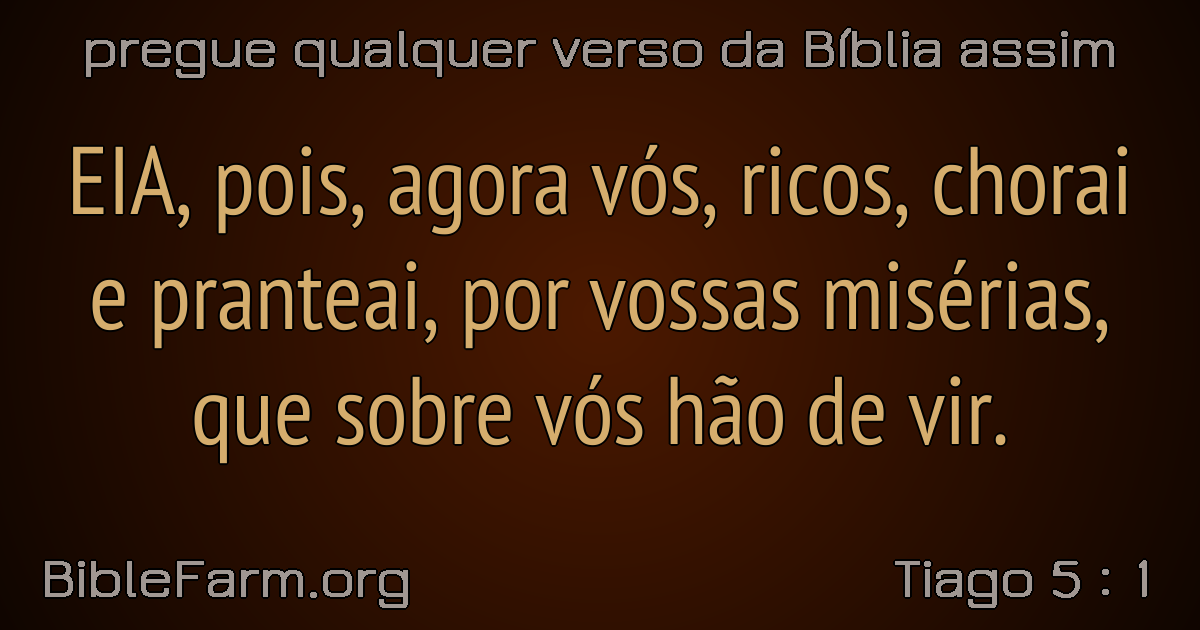 pregue qualquer verso da Bíblia assim
EIA, pois, agora vós, ricos, chorai
e pranteai, por vossas misérias,
que sobre vós hão de vir.
BibleFarm.org
Tiago 5 : 1